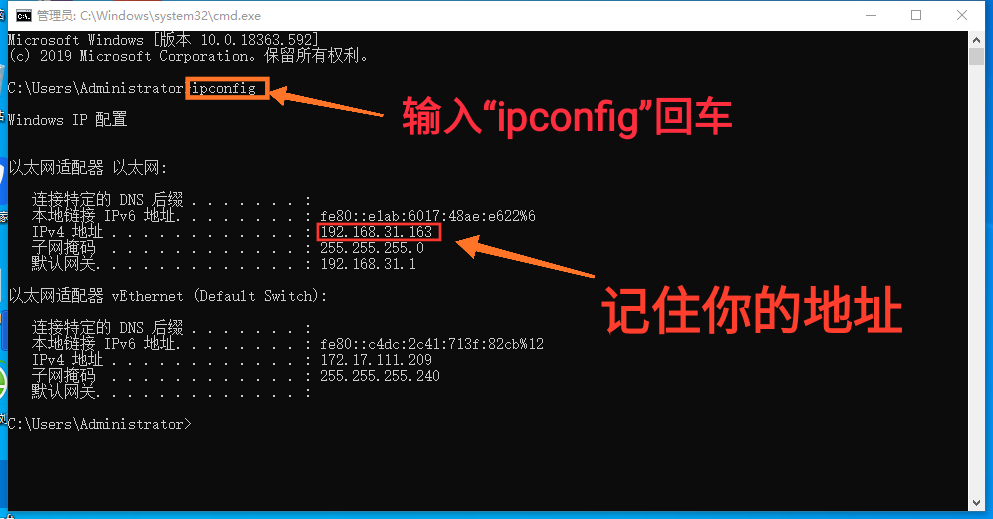 管理员: C:\Windows\system32\cmd.exe
Microsoft Windows [版本 10.0.18363.592]
(c) 2019 Microsoft Corporation。保留所有权利。
C:\Users\Administrator>ipconfig
输入“ipconfig”回车
Windows IP 配置
以太网适配器 以太网:
连接特定的 DNS 后缀 . . . . . . . :
本地链接 IPv6 地址. . . . . . . . : fe80::e1ab:6017:48ae:e622%6
IPv4 地址 . . . . . . . . . . . . : 192.168.31.163
子网掩码 . . . . . . . . . . . . : 255.255.255.0
默认网关. . . . . . . . . . . . . : 192.168.31.1
记住你的地址
以太网适配器 vEthernet (Default Switch):
连接特定的 DNS 后缀 . . . . . . . :
本地链接 IPv6 地址. . . . . . . . : fe80::c4dc:2c41:713f:82cb%12
IPv4 地址 . . . . . . . . . . . . : 172.17.111.209
子网掩码 . . . . . . . . . . . . : 255.255.255.240
默认网关. . . . . . . . . . . . . :
C:\Users\Administrator>